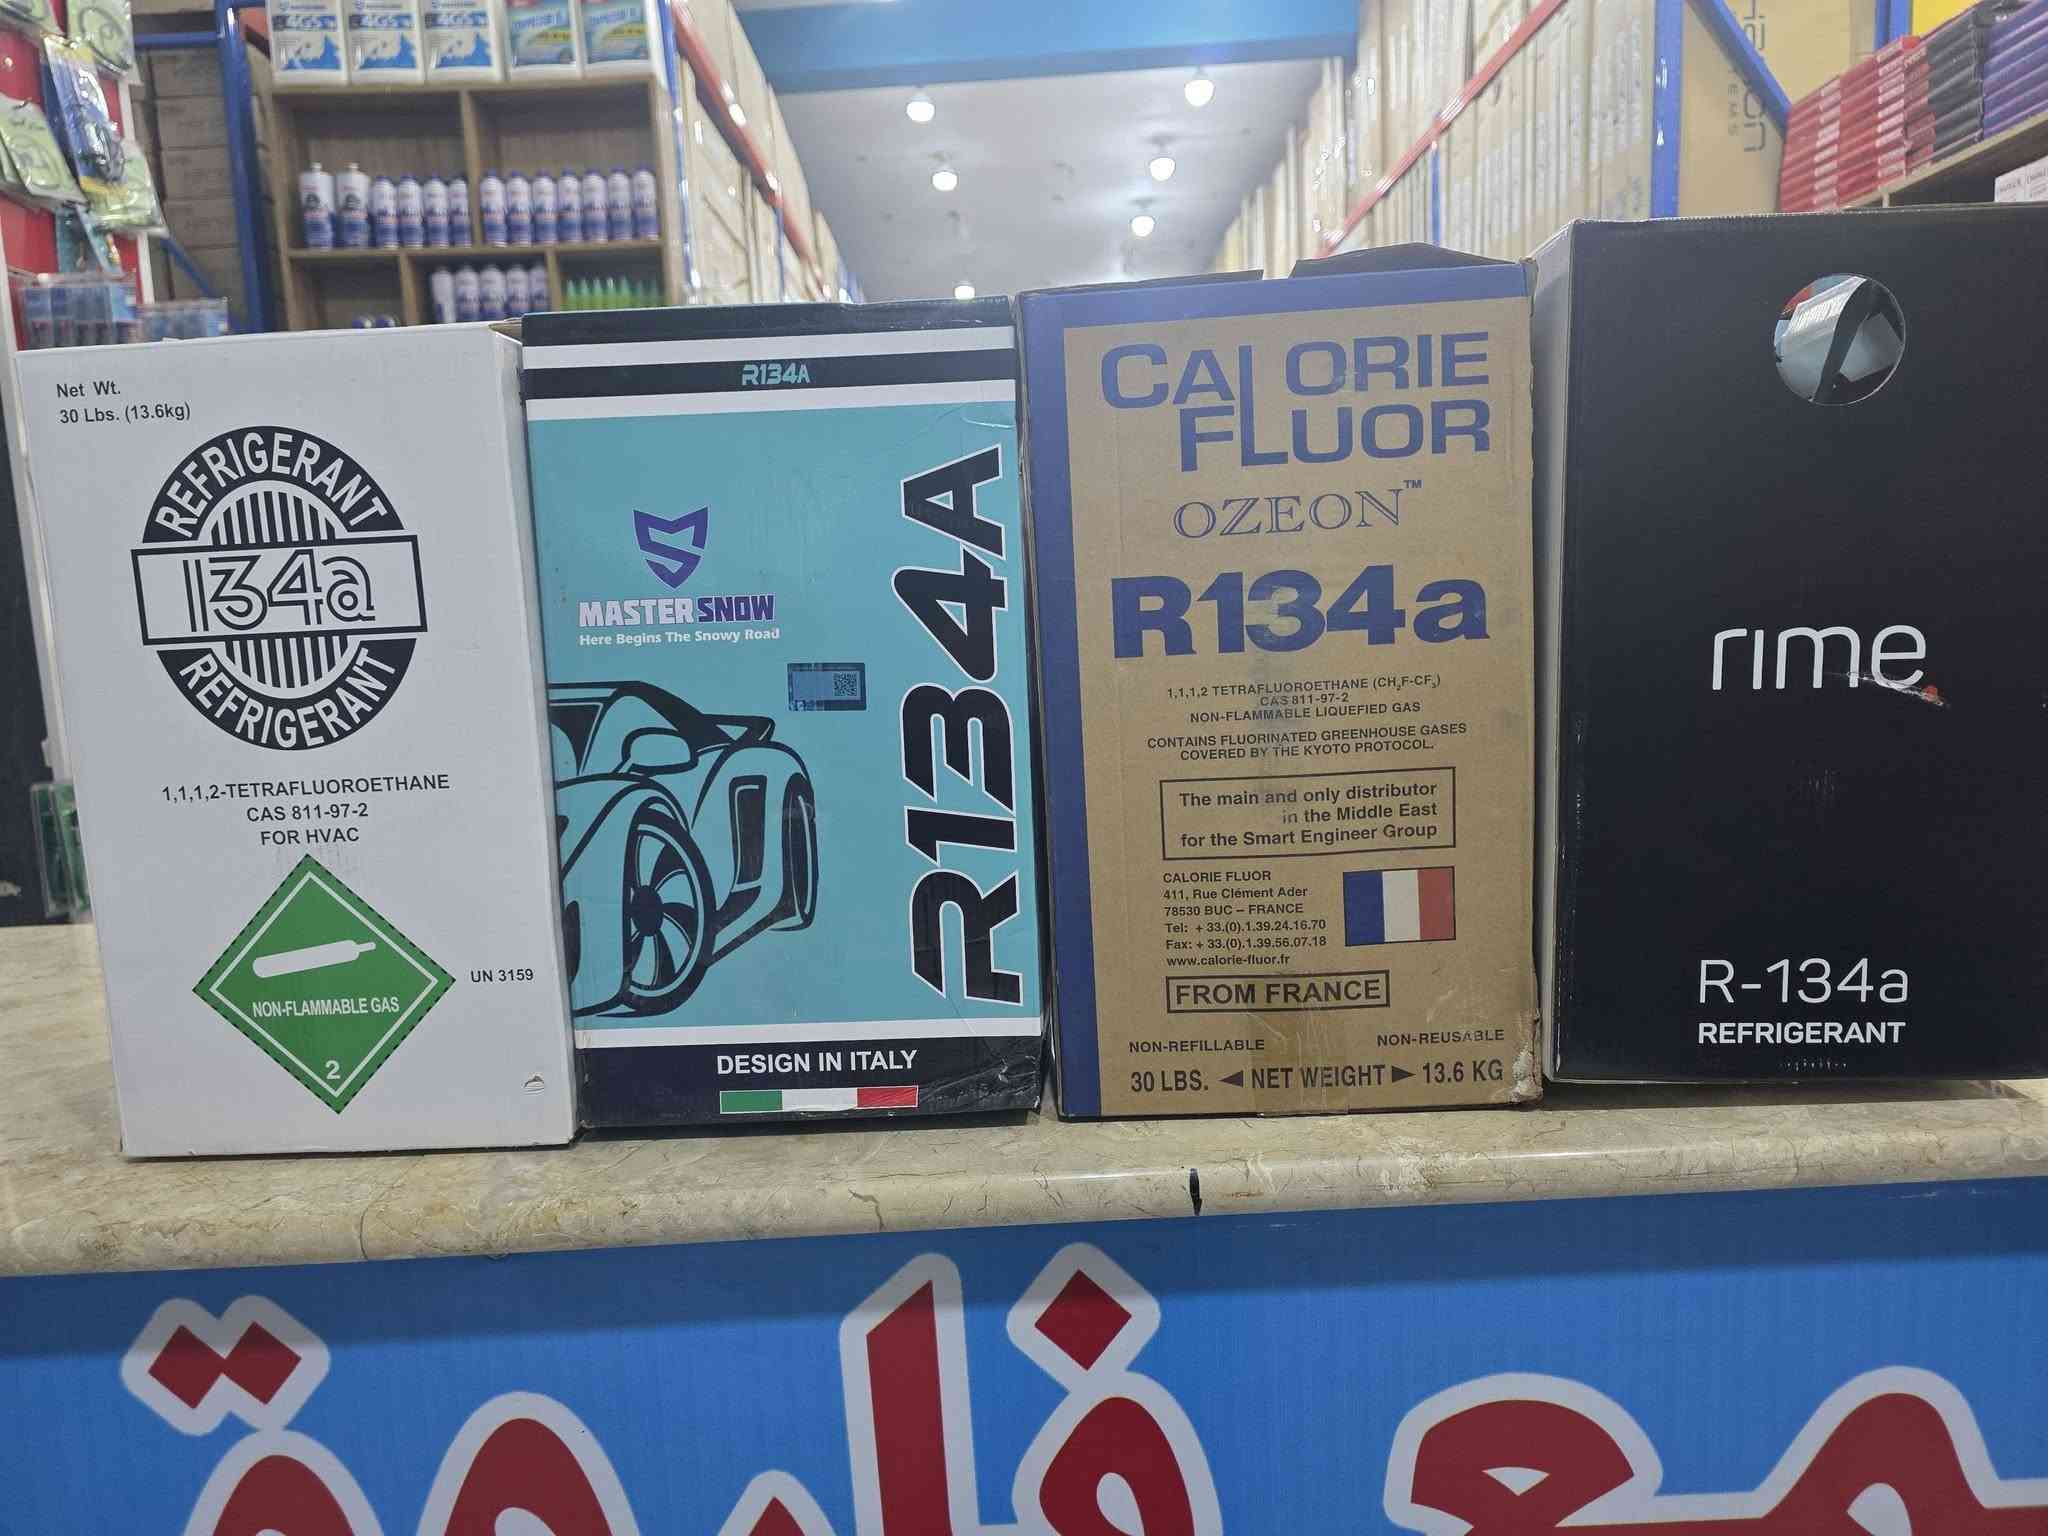 Net Wt.
30 Lbs. (13.6kg)
REFRIGERANT
134a
REFRIGERANT
1,1,1,2-TETRAFLUOROETHANE
CAS 811-97-2
FOR HVAC
NON-FLAMMABLE GAS
2
UN 3159
R134A
MASTERSNOW
Here Begins The Snowy Road
R134A
DESIGN IN ITALY
CALORIE
FLUOR
OZEON™
R134a
1,1,1,2 TETRAFLUOROETHANE (CH₂F-CF₃)
CAS 811-97-2
NON-FLAMMABLE LIQUEFIED GAS
CONTAINS FLUORINATED GREENHOUSE GASES
COVERED BY THE KYOTO PROTOCOL.
The main and only distributor
in the Middle East
for the Smart Engineer Group
CALORIE FLUOR
411, Rue Clément Ader
78530 BUC – FRANCE
Tel: + 33.(0).1.39.24.16.70
Fax: + 33.(0).1.39.56.07.18
www.calorie-fluor.fr
FROM FRANCE
NON-REFILLABLE NON-REUSABLE
30 LBS. ◄ NET WEIGHT ► 13.6 KG
rime.
R-134a
REFRIGERANT